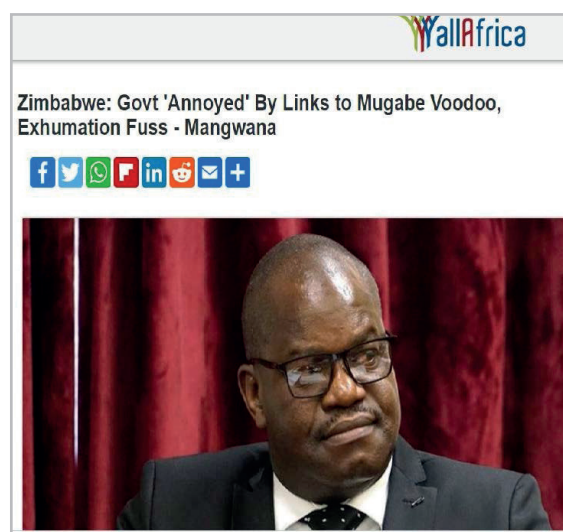 allAfrica
Zimbabwe: Govt 'Annoyed' By Links to Mugabe Voodoo,
Exhumation Fuss - Mangwana